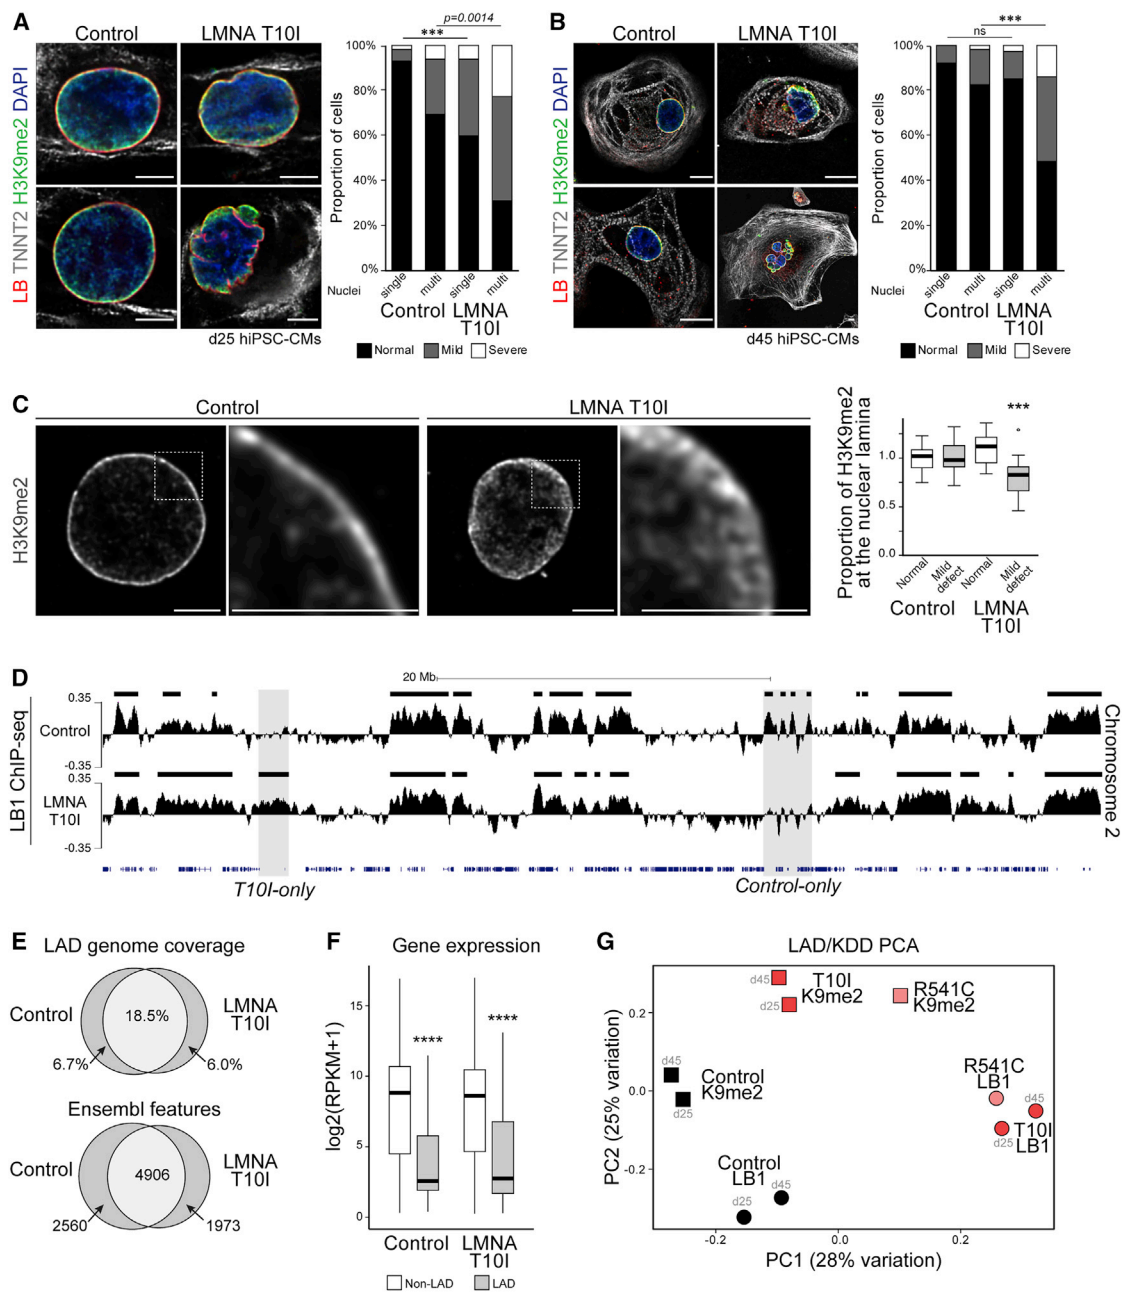 A
Control
LMNA T10I
LB TNNT2 H3K9me2 DAPI
d25 hiPSC-CMs
p=0.0014
***
Proportion of cells
100%
80%
60%
40%
20%
0%
Nuclei
single
multi
single
multi
Control
LMNA
T10I
Normal
Mild
Severe
B
Control
LMNA T10I
LB TNNT2 H3K9me2 DAPI
d45 hiPSC-CMs
***
ns
Proportion of cells
100%
80%
60%
40%
20%
0%
Nuclei
single
multi
single
multi
Control
LMNA
T10I
Normal
Mild
Severe
C
Control
LMNA T10I
H3K9me2
Proportion of H3K9me2
at the nuclear lamina
***
1.0
0.5
0.0
Normal
Mild
defect
Normal
Mild
defect
Control
LMNA
T10I
D
20 Mb
LB1 ChIP-seq
0.35
Control
-0.35
0.35
LMNA
T10I
-0.35
Chromosome 2
T10I-only
Control-only
E
LAD genome coverage
Control
18.5%
LMNA
T10I
6.7%
6.0%
Ensembl features
Control
4906
LMNA
T10I
2560
1973
F
Gene expression
log2(RPKM+1)
15
10
5
0
****
****
Control
LMNA
T10I
Non-LAD
LAD
G
LAD/KDD PCA
PC2 (25% variation)
0.2
0.0
-0.2
d45
d25
T10I
K9me2
R541C
K9me2
d45
d25
Control
K9me2
R541C
LB1
d45
d25
T10I
LB1
Control
LB1
d25
d45
-0.2
0.0
0.2
PC1 (28% variation)